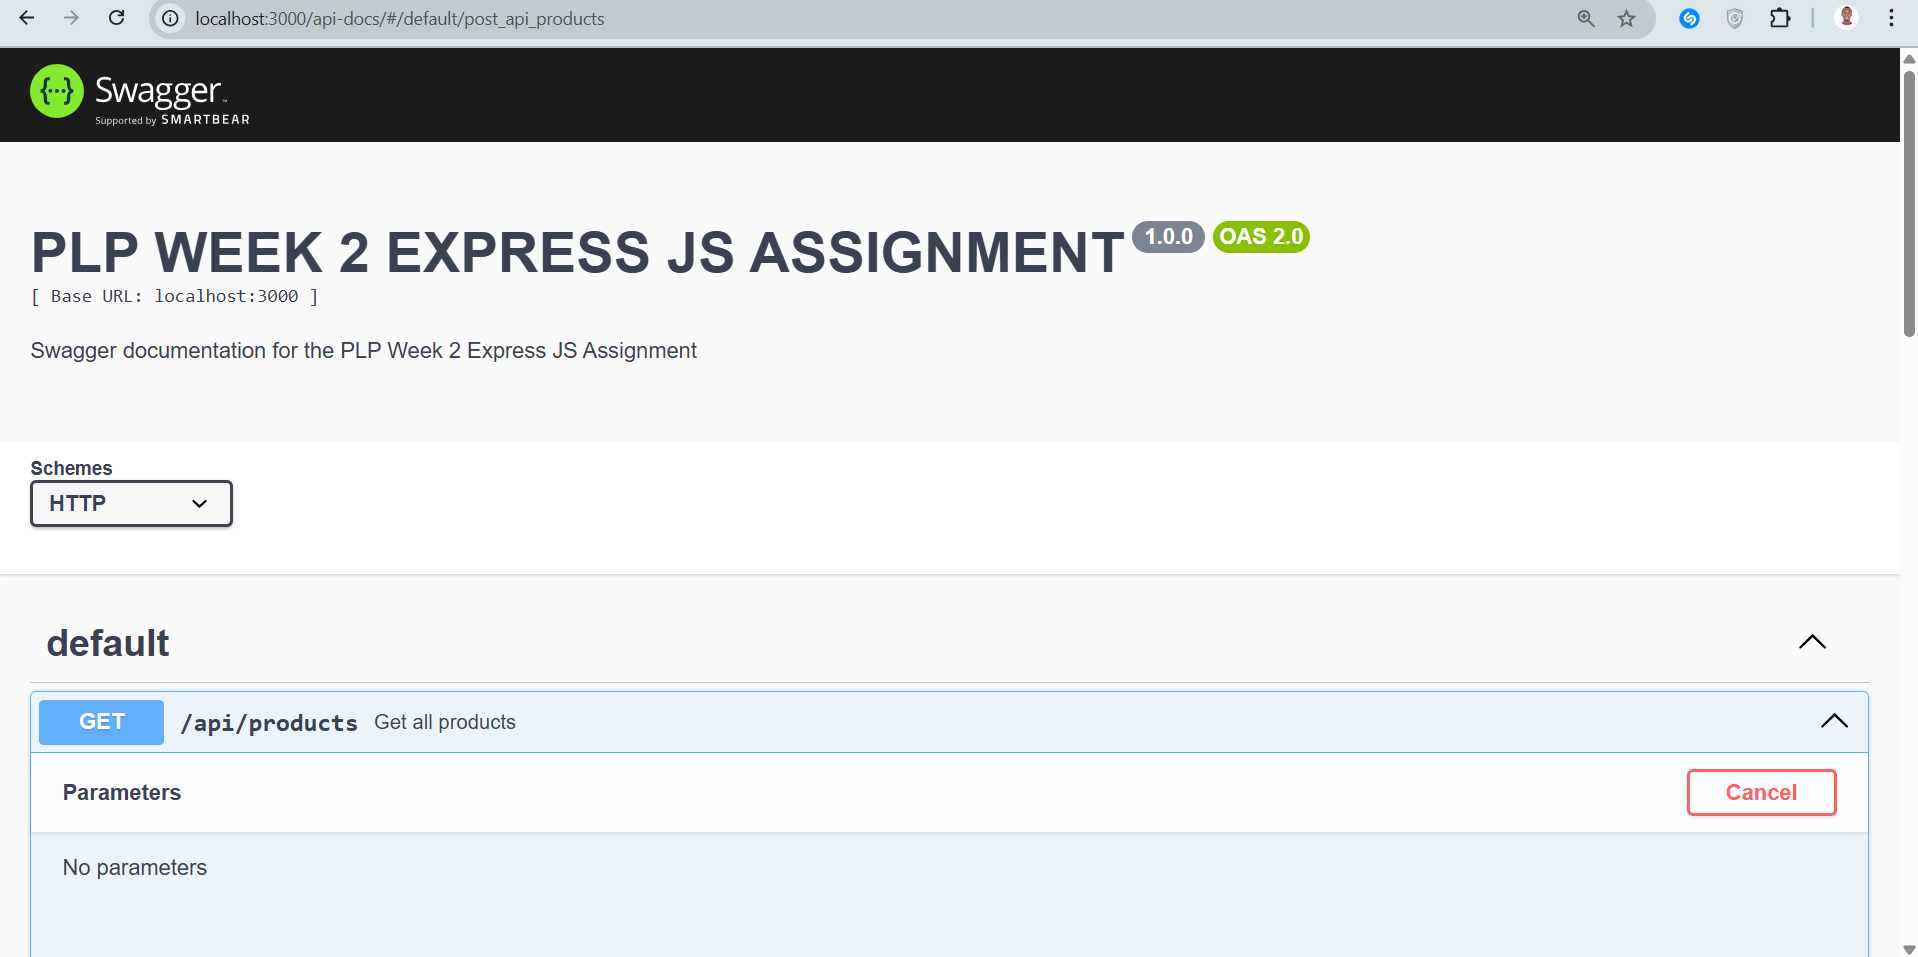 localhost:3000/api-docs/#/default/post_api_products
{···} Swagger
Supported by SMARTBEAR
PLP WEEK 2 EXPRESS JS ASSIGNMENT 1.0.0 OAS 2.0
[ Base URL: localhost:3000 ]
Swagger documentation for the PLP Week 2 Express JS Assignment
Schemes
HTTP
default
GET /api/products Get all products
Parameters Cancel
No parameters